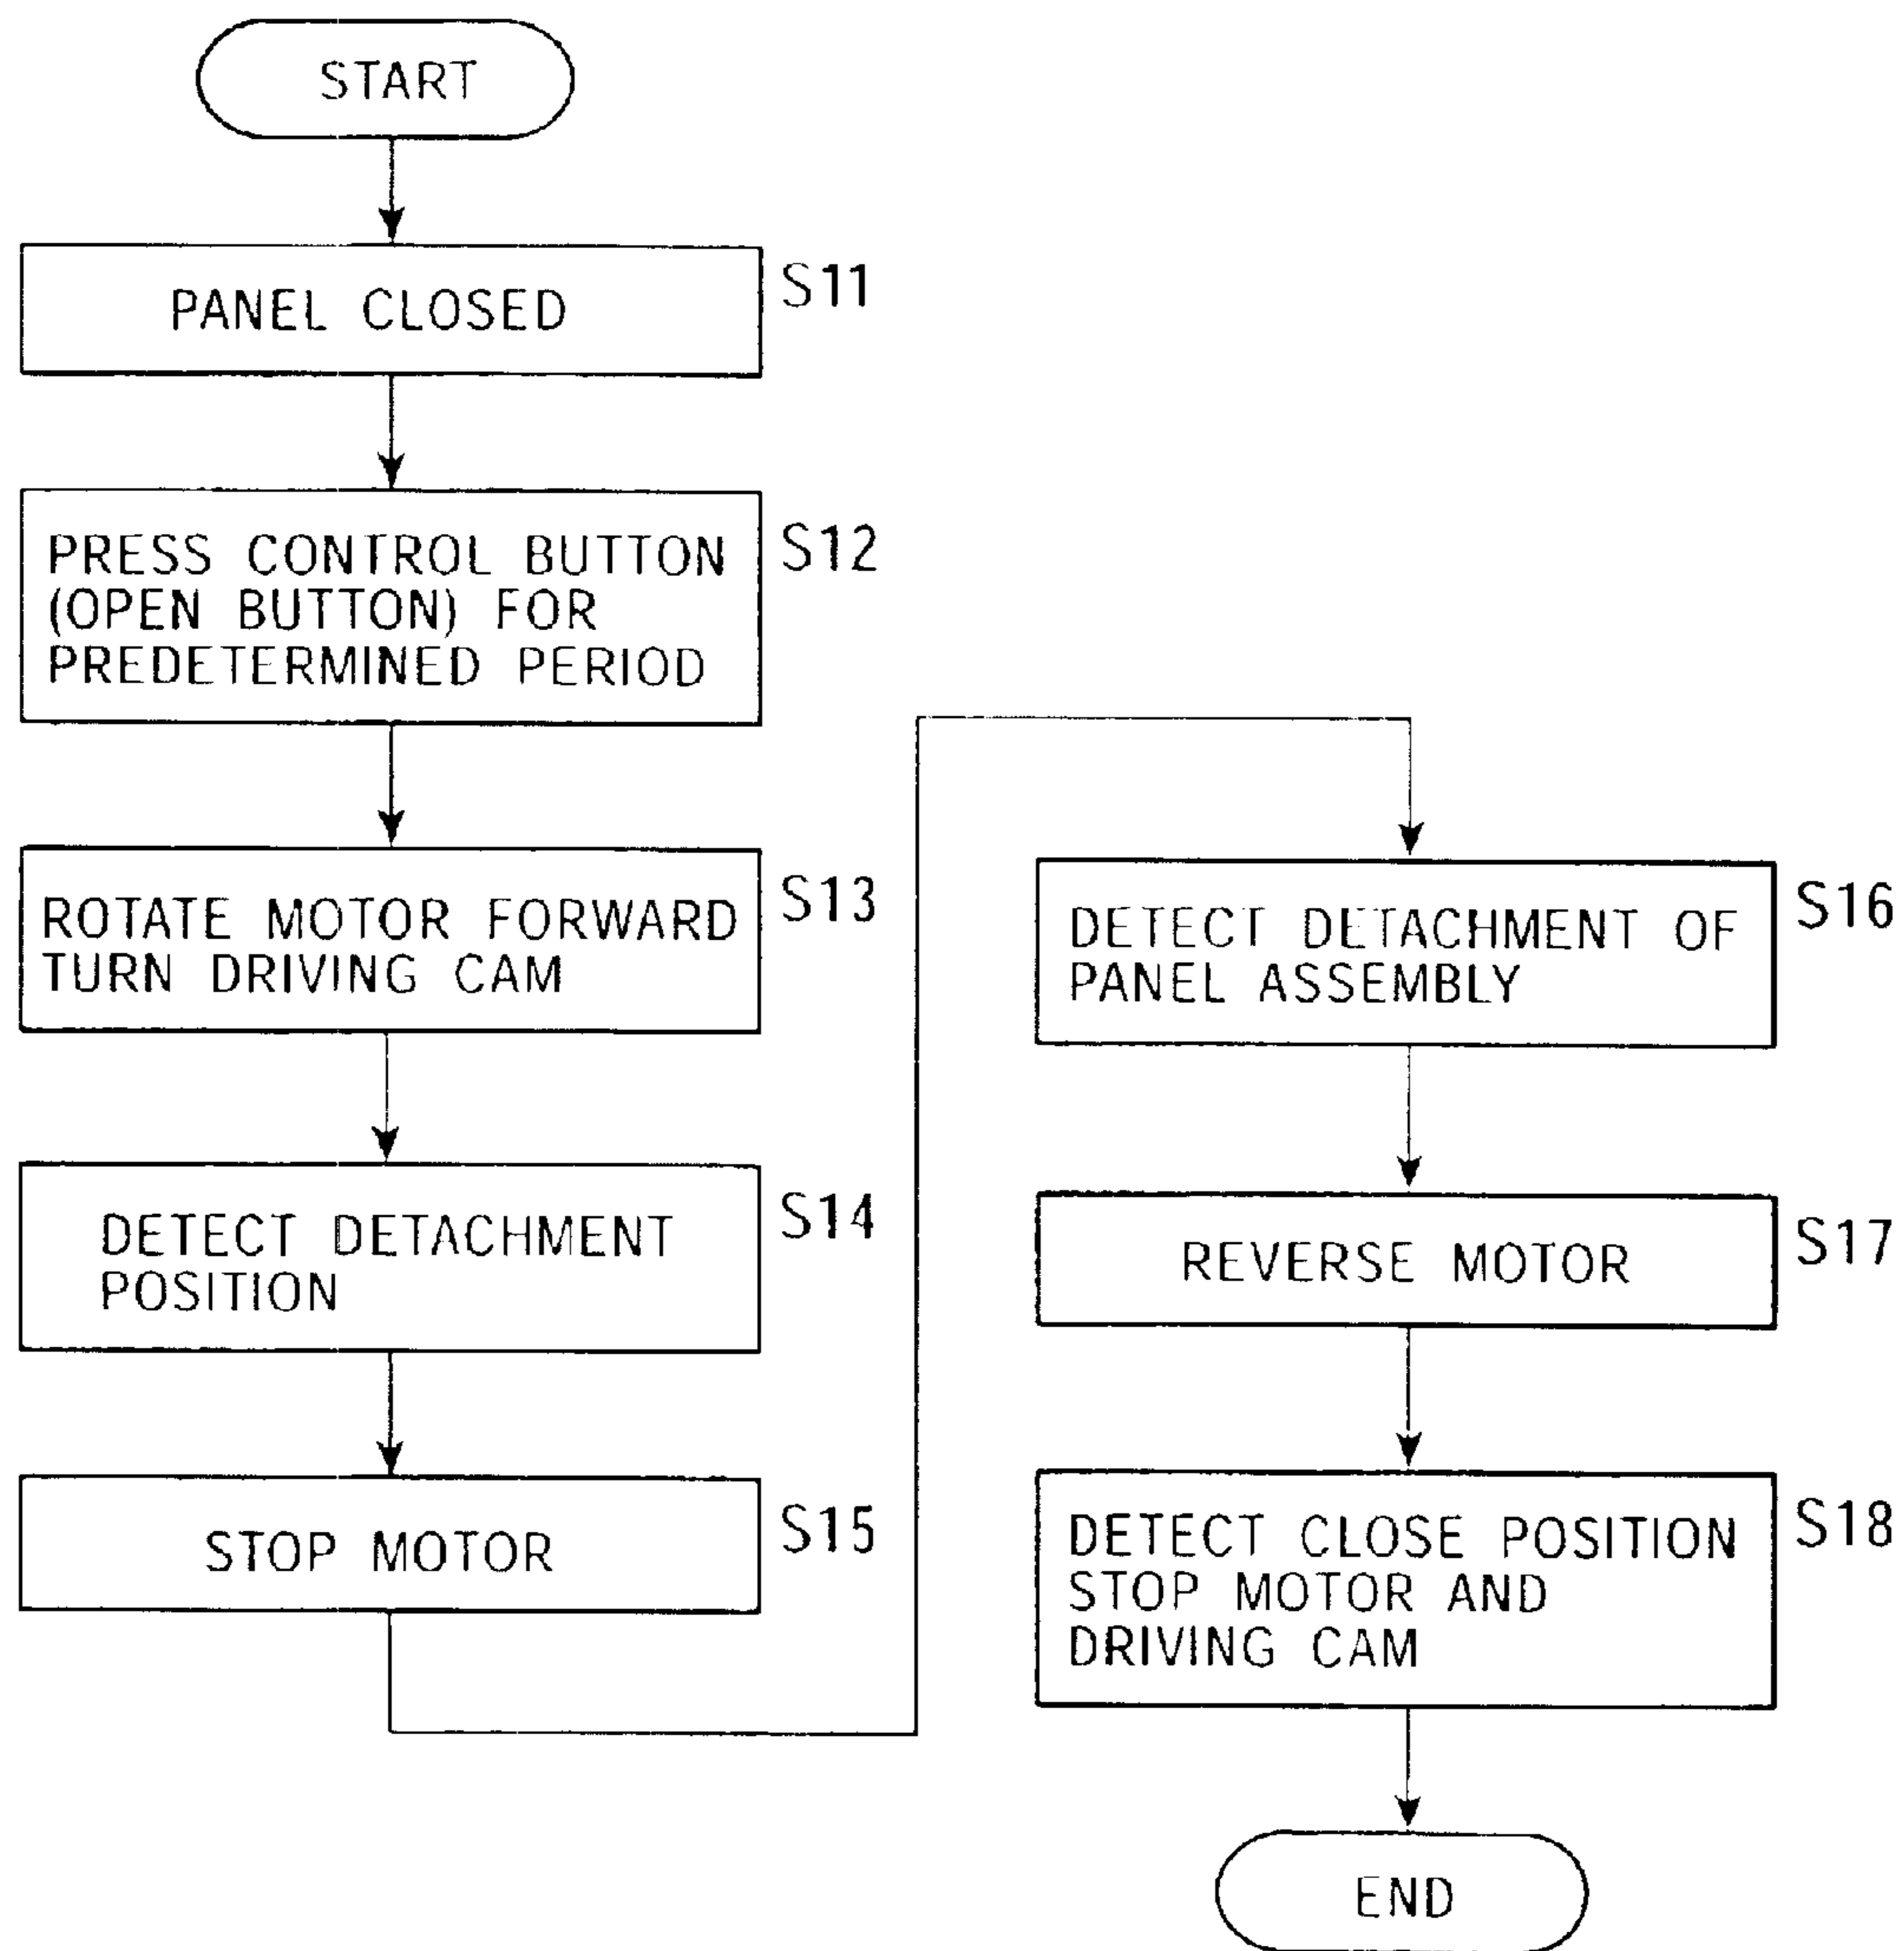 START
PANEL CLOSED
S11
PRESS CONTROL BUTTON
(OPEN BUTTON) FOR
PREDETERMINED PERIOD
S12
ROTATE MOTOR FORWARD
TURN DRIVING CAM
S13
DETECT DETACHMENT
POSITION
S14
STOP MOTOR
S15
DETECT DETACHMENT OF
PANEL ASSEMBLY
S16
REVERSE MOTOR
S17
DETECT CLOSE POSITION
STOP MOTOR AND
DRIVING CAM
S18
END